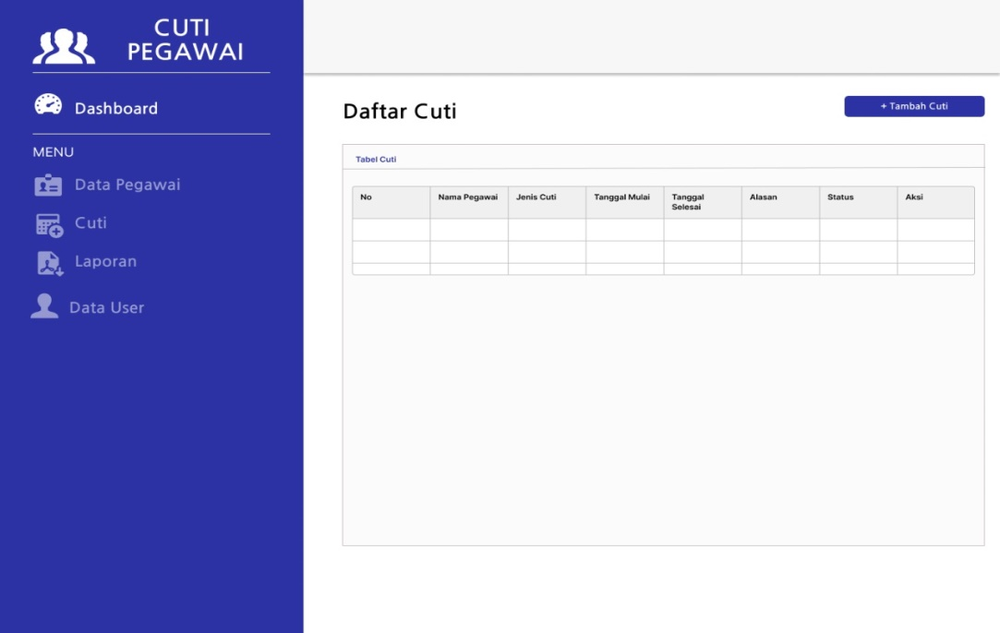 CUTI
PEGAWAI
Dashboard
MENU
Data Pegawai
Cuti
Laporan
Data User
Daftar Cuti
+ Tambah Cuti
Tabel Cuti
No Nama Pegawai Jenis Cuti Tanggal Mulai Tanggal Selesai Alasan Status Aksi